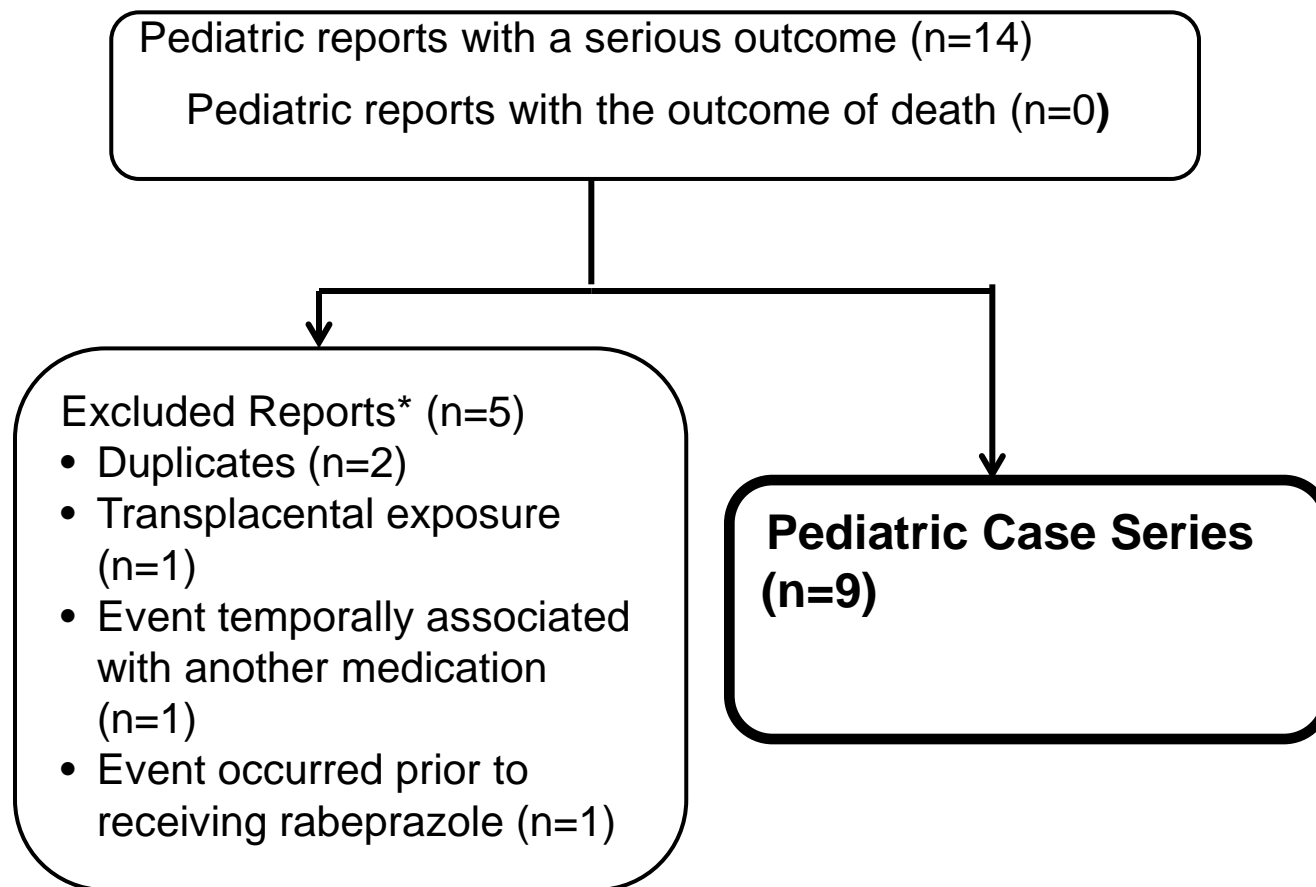 Pediatric reports with a serious outcome (n=14)
Pediatric reports with the outcome of death (n=0)
Excluded Reports* (n=5)
• Duplicates (n=2)
• Transplacental exposure
(n=1)
• Event temporally associated
with another medication
(n=1)
• Event occurred prior to
receiving rabeprazole (n=1)
Pediatric Case Series
(n=9)